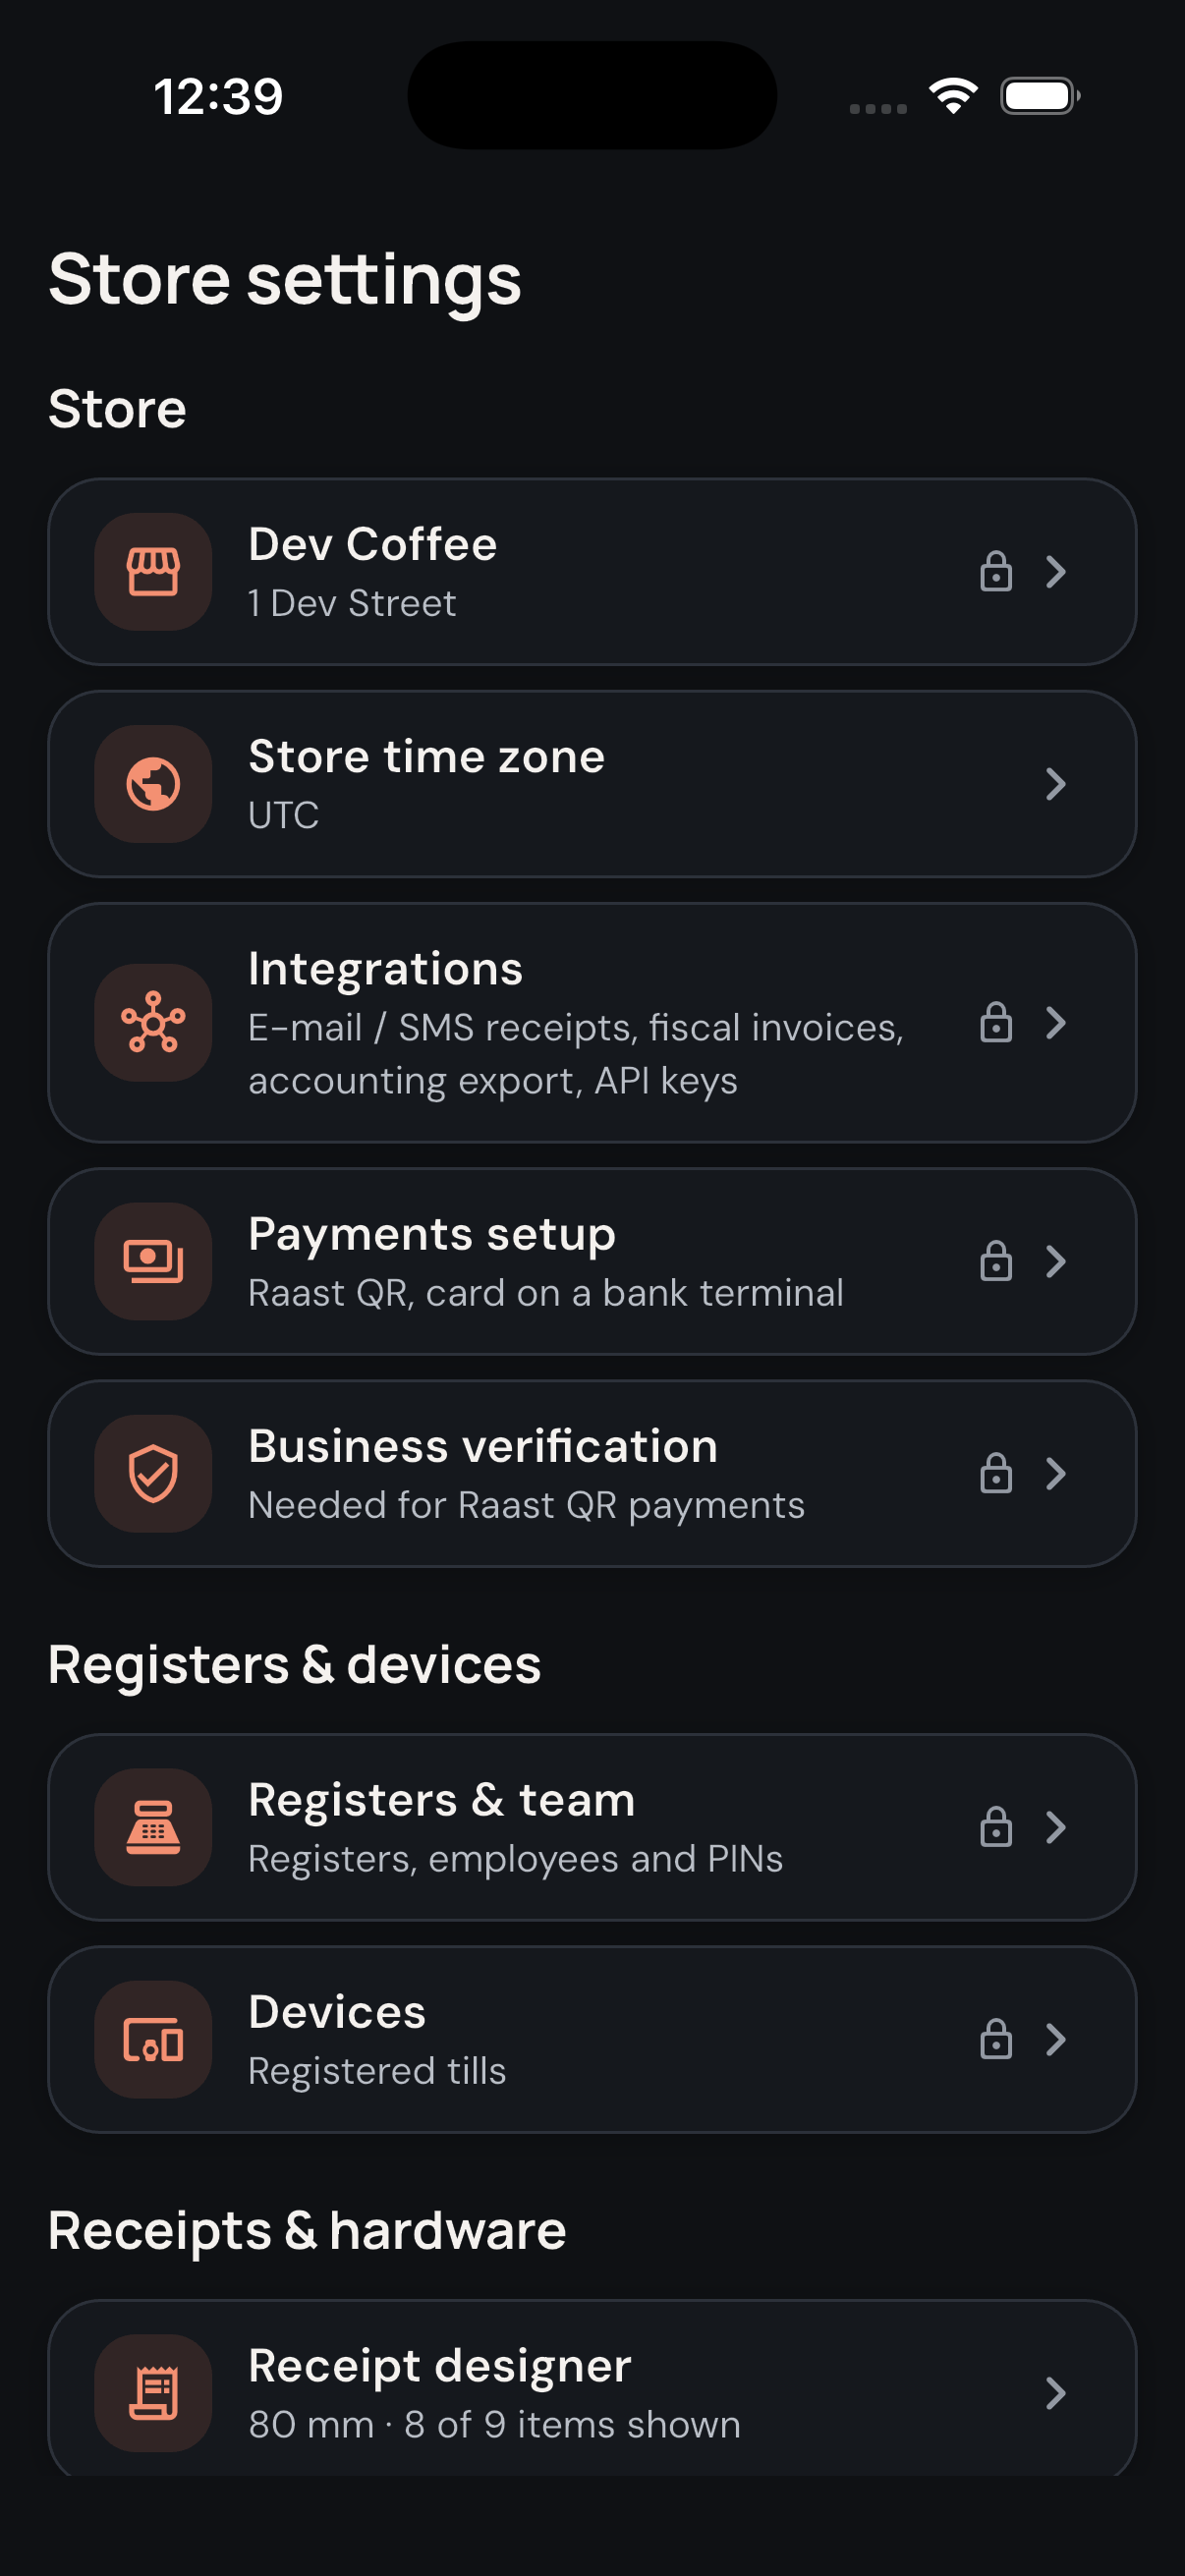 12:39
Store settings
Store
Dev Coffee
1 Dev Street
Store time zone
UTC
Integrations
E-mail / SMS receipts, fiscal invoices,
accounting export, API keys
Payments setup
Raast QR, card on a bank terminal
Business verification
Needed for Raast QR payments
Registers & devices
Registers & team
Registers, employees and PINs
Devices
Registered tills
Receipts & hardware
Receipt designer
80 mm · 8 of 9 items shown